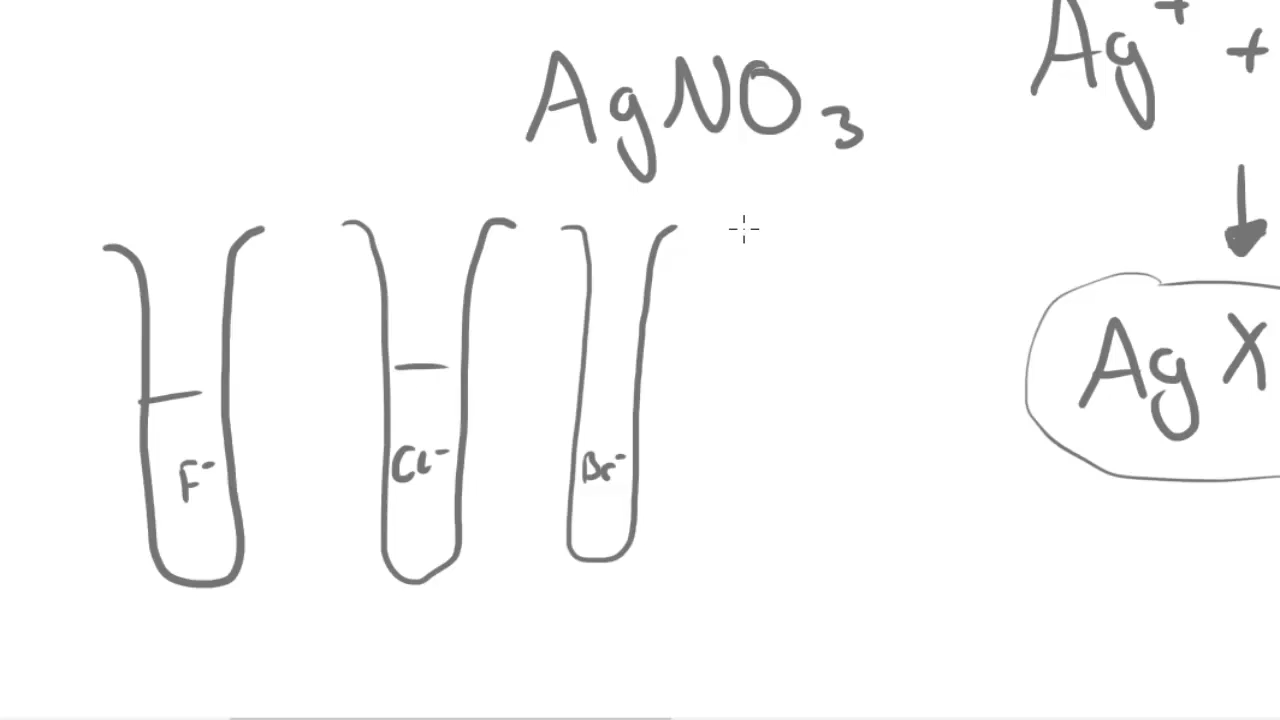 AgNO₃
Ag⁺ +
AgX
F⁻ Cl⁻ Br⁻